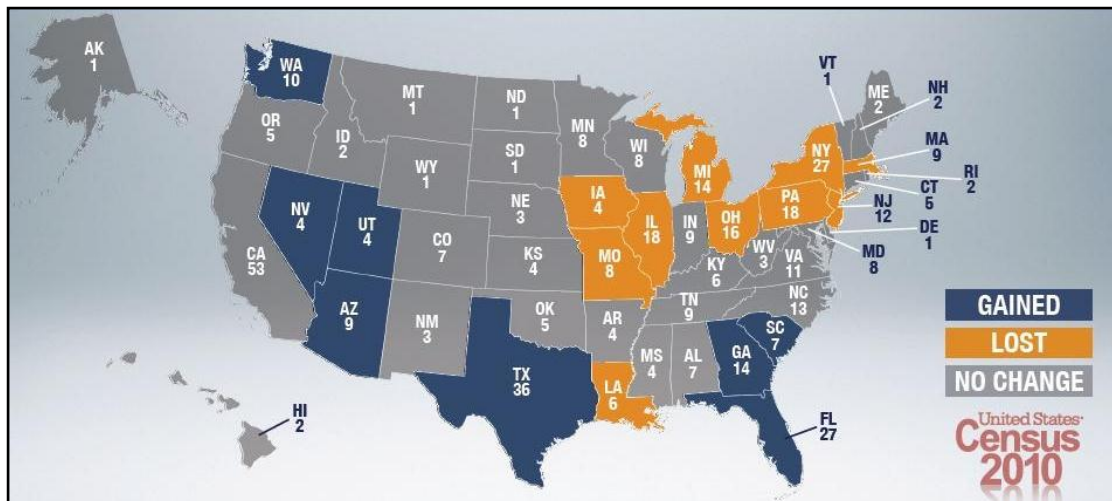 AK
1
WA
10
OR
5
CA
53
ID
2
NV
4
MT
1
WY
1
UT
4
AZ
9
CO
7
NM
3
ND
1
SD
1
NE
3
KS
4
OK
5
TX
36
MN
8
IA
4
MO
8
AR
4
LA
6
WI
8
IL
18
MI
14
IN
9
OH
16
KY
6
TN
9
MS
4
AL
7
GA
14
SC
7
NC
13
VA
11
WV
3
PA
18
NY
27
VT
1
ME
2
NH
2
MA
9
RI
2
CT
5
NJ
12
DE
1
MD
8
FL
27
HI
2
GAINED
LOST
NO CHANGE
United States
Census
2010